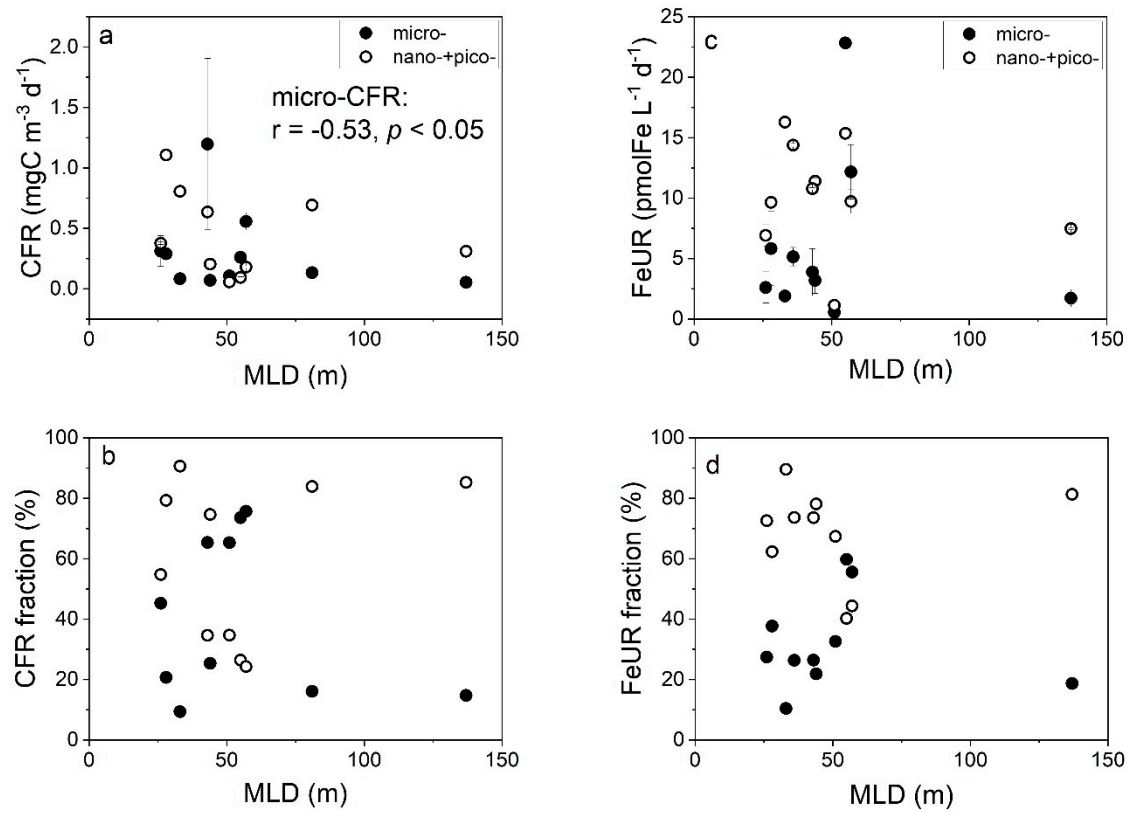 a
micro-
nano-+pico-
micro-CFR:
r = -0.53, p < 0.05
CFR (mgC m⁻³ d⁻¹)
2.0
1.5
1.0
0.5
0.0
0 50 100 150
MLD (m)
c
micro-
nano-+pico-
FeUR (pmolFe L⁻¹ d⁻¹)
25
20
15
10
5
0
0 50 100 150
MLD (m)
b
CFR fraction (%)
100
80
60
40
20
0
0 50 100 150
MLD (m)
d
FeUR fraction (%)
100
80
60
40
20
0
0 50 100 150
MLD (m)